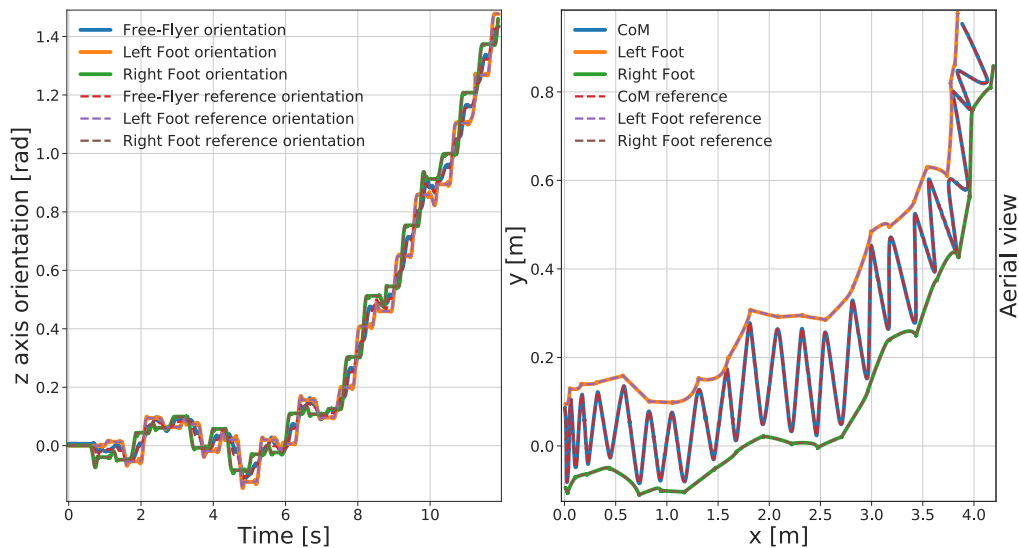 z axis orientation [rad]
1.4
1.2
1.0
0.8
0.6
0.4
0.2
0.0
Free-Flyer orientation
Left Foot orientation
Right Foot orientation
Free-Flyer reference orientation
Left Foot reference orientation
Right Foot reference orientation
0
2
4
6
8
10
Time [s]
y [m]
0.8
0.6
0.4
0.2
0.0
CoM
Left Foot
Right Foot
CoM reference
Left Foot reference
Right Foot reference
0.0
0.5
1.0
1.5
2.0
2.5
3.0
3.5
4.0
x [m]
Aerial view